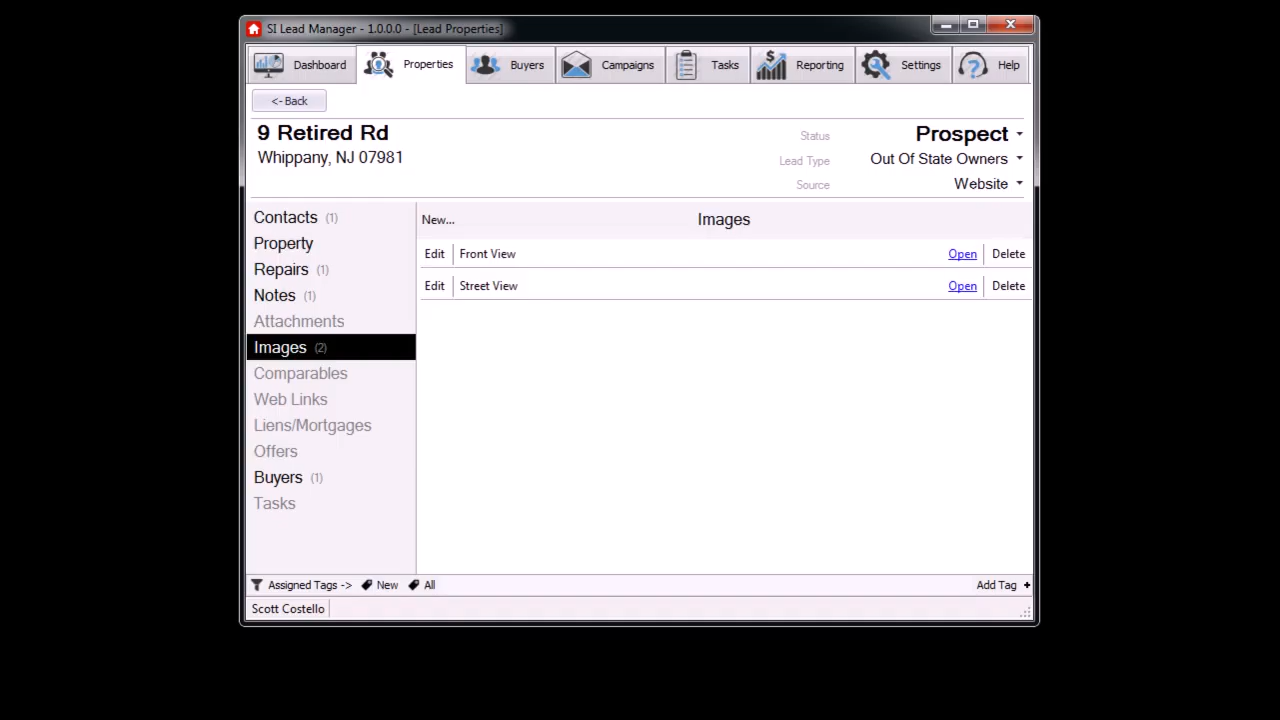 SI Lead Manager - 1.0.0.0 - [Lead Properties]
Dashboard Properties Buyers Campaigns Tasks Reporting Settings Help
<- Back
9 Retired Rd
Whippany, NJ 07981
Status Prospect
Lead Type Out Of State Owners
Source Website
Contacts (1)
Property
Repairs (1)
Notes (1)
Attachments
Images (2)
Comparables
Web Links
Liens/Mortgages
Offers
Buyers (1)
Tasks
New... Images
Edit Front View Open Delete
Edit Street View Open Delete
Assigned Tags -> New All Add Tag +
Scott Costello